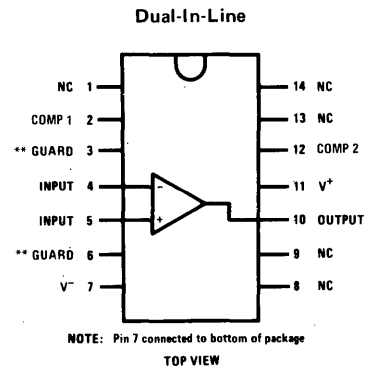 Dual-In-Line
NC 1
14 NC
COMP 1 2
13 NC
** GUARD 3
12 COMP 2
INPUT 4
-
11 V+
INPUT 5
+
10 OUTPUT
** GUARD 6
9 NC
V- 7
8 NC
NOTE: Pin 7 connected to bottom of package
TOP VIEW